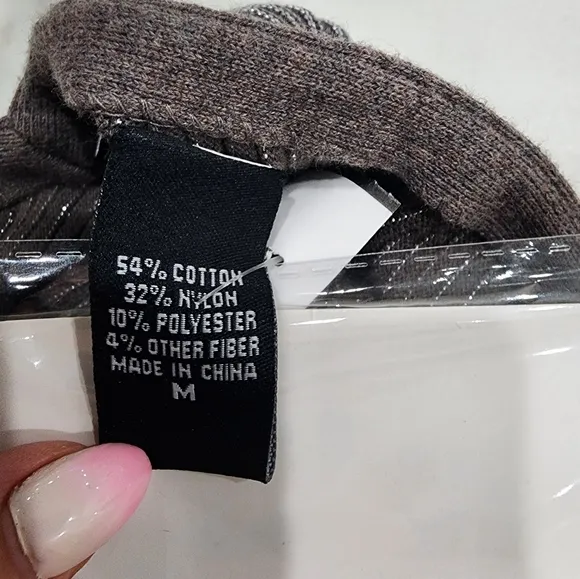 54% COTTON
32% NYLON
10% POLYESTER
4% OTHER FIBER
MADE IN CHINA
M